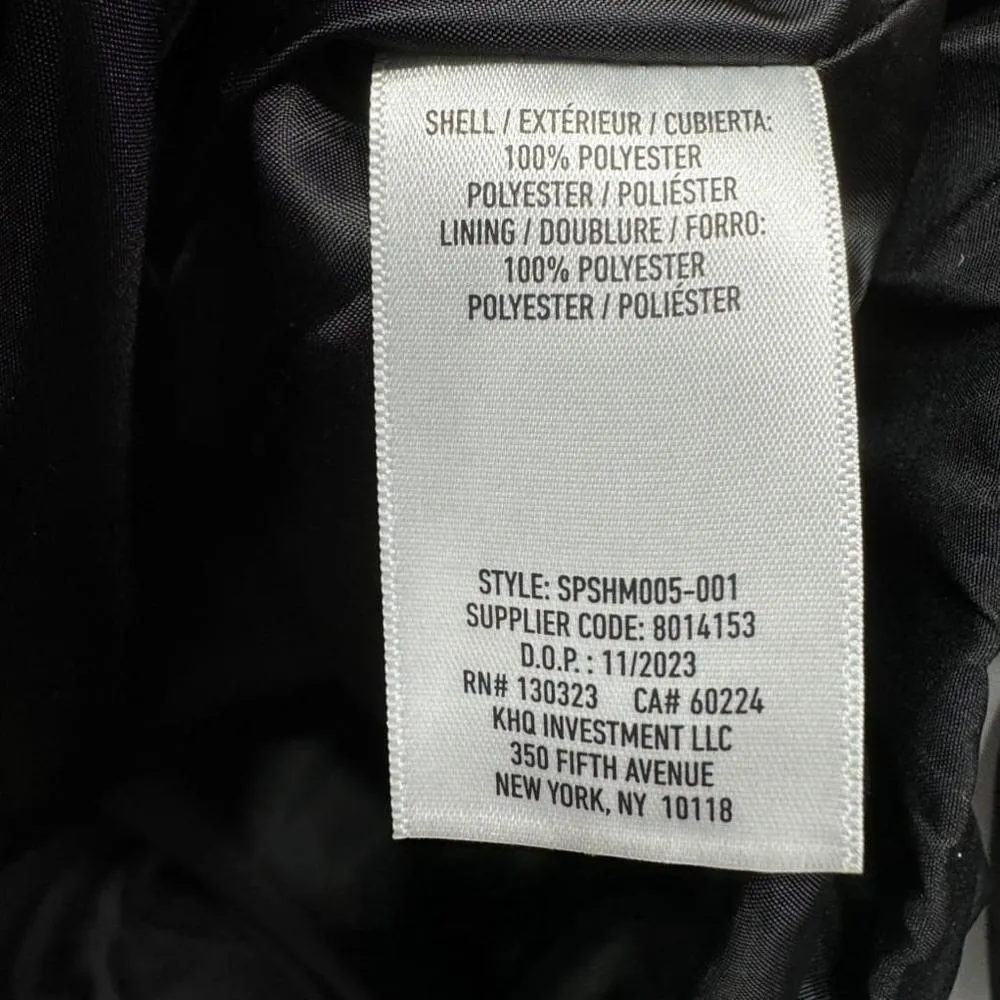 SHELL / EXTÉRIEUR / CUBIERTA:
100% POLYESTER
POLYESTER / POLIÉSTER
LINING / DOUBLURE / FORRO:
100% POLYESTER
POLYESTER / POLIÉSTER
STYLE: SPSHM005-001
SUPPLIER CODE: 8014153
D.O.P. : 11/2023
RN# 130323 CA# 60224
KHQ INVESTMENT LLC
350 FIFTH AVENUE
NEW YORK, NY 10118